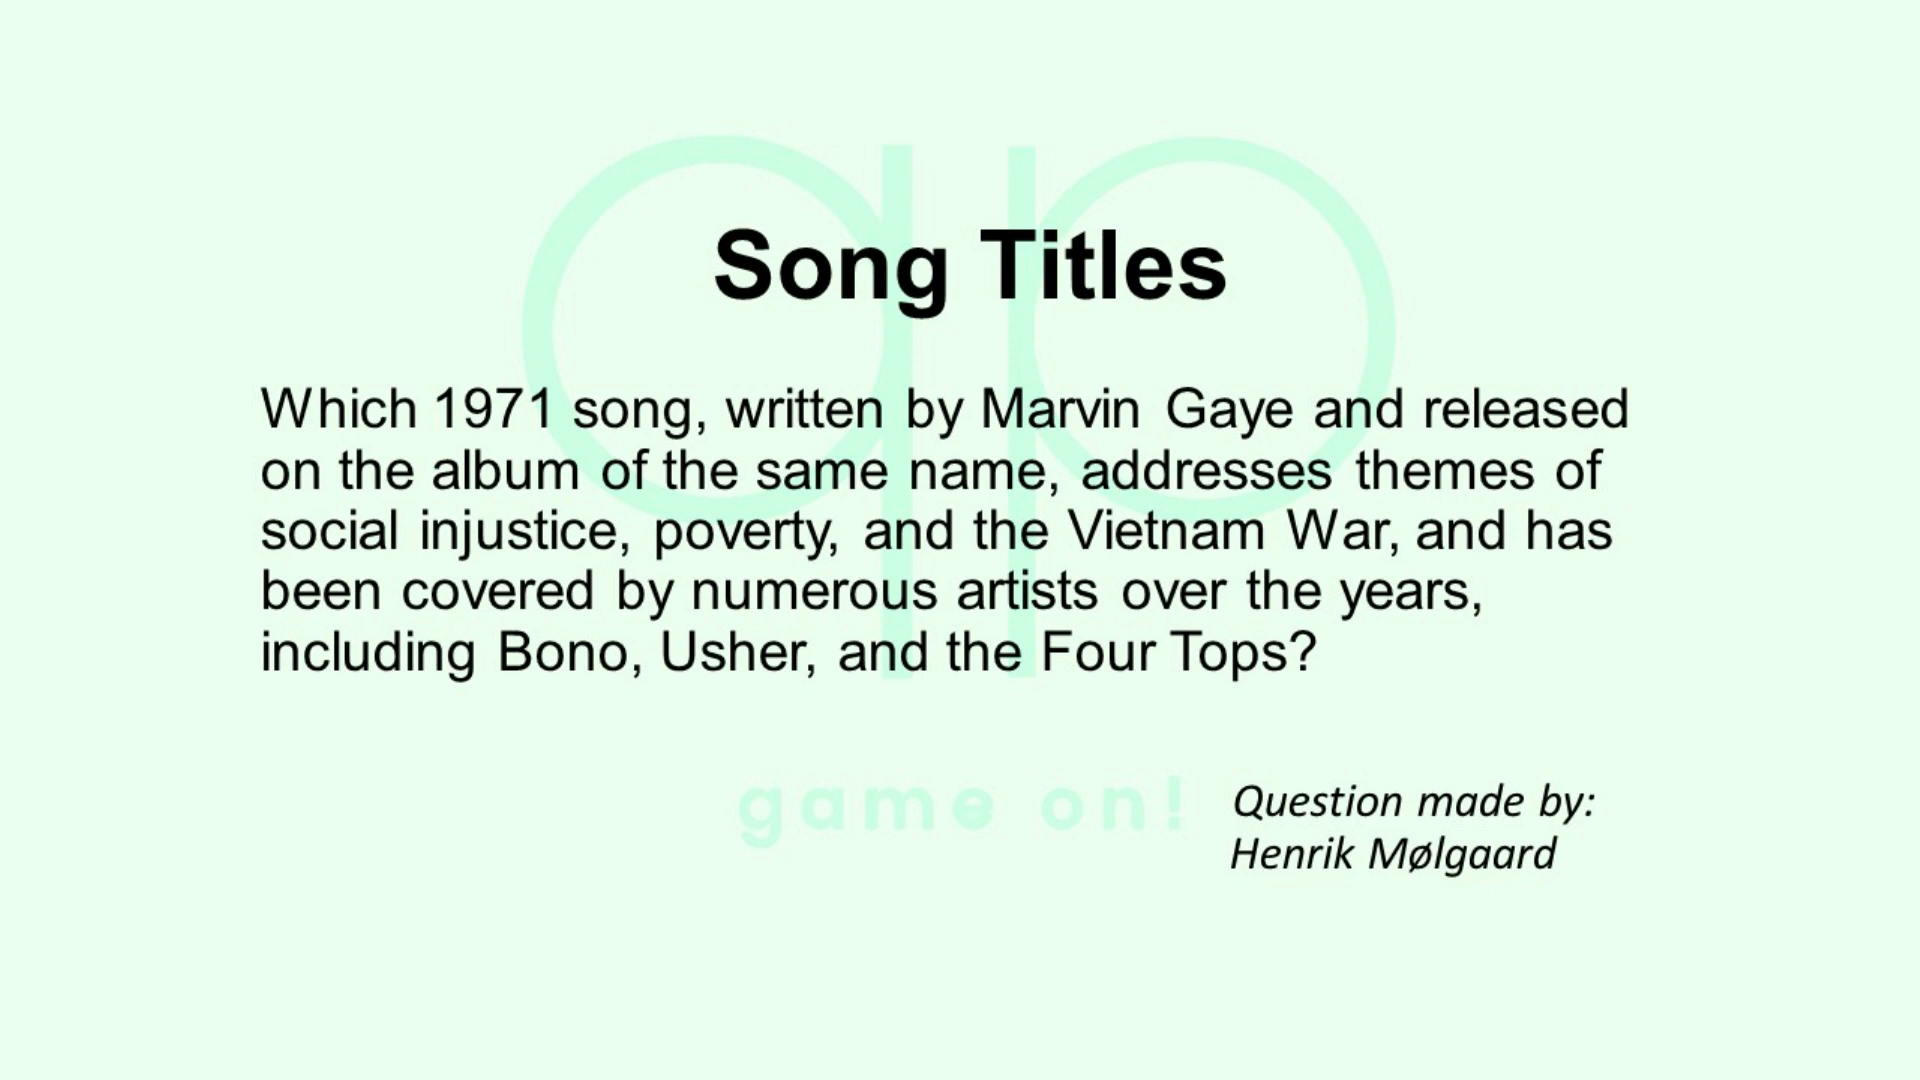 Song Titles
Which 1971 song, written by Marvin Gaye and released
on the album of the same name, addresses themes of
social injustice, poverty, and the Vietnam War, and has
been covered by numerous artists over the years,
including Bono, Usher, and the Four Tops?
game on!
Question made by:
Henrik Mølgaard